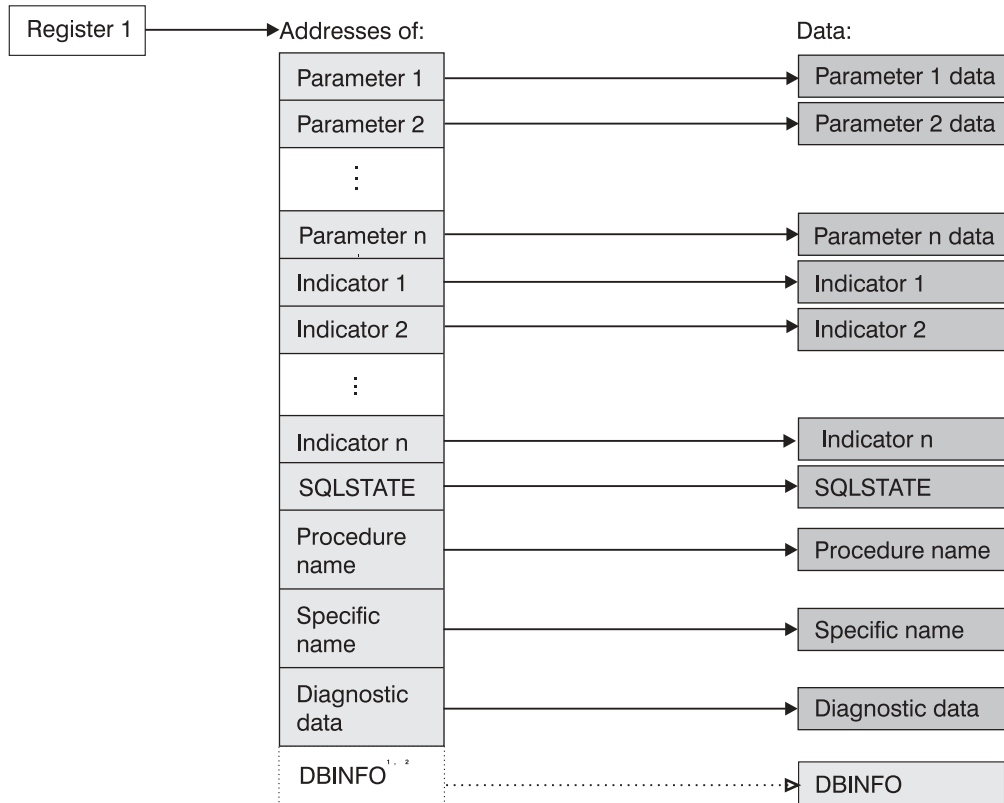 Register 1
Addresses of:
Data:
Parameter 1
Parameter 1 data
Parameter 2
Parameter 2 data
⋮
Parameter n
Parameter n data
Indicator 1
Indicator 1
Indicator 2
Indicator 2
⋮
Indicator n
Indicator n
SQLSTATE
SQLSTATE
Procedure
name
Procedure name
Specific
name
Specific name
Diagnostic
data
Diagnostic data
DBINFO 1, 2
DBINFO